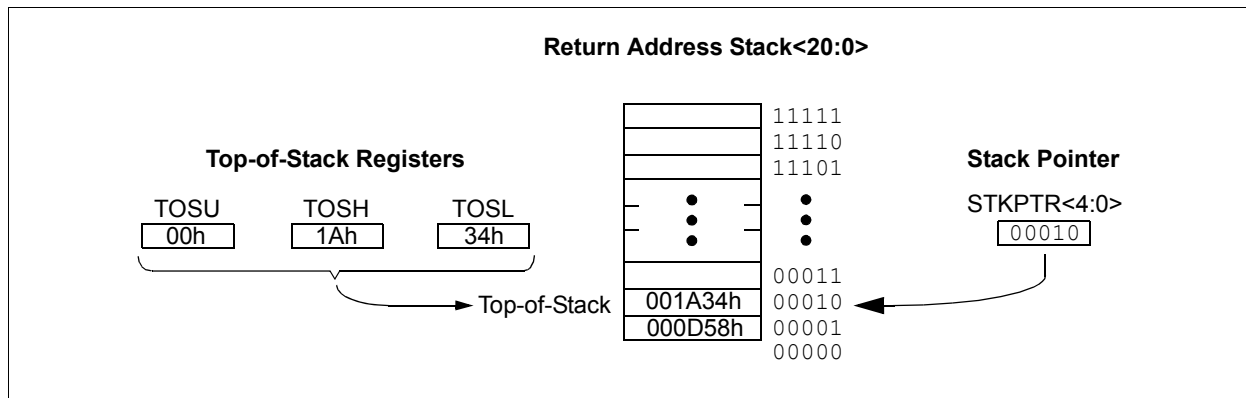 Return Address Stack<20:0>
Top-of-Stack Registers
TOSU TOSH TOSL
00h 1Ah 34h
Top-of-Stack
001A34h
000D58h
11111
11110
11101
00011
00010
00001
00000
Stack Pointer
STKPTR<4:0>
00010